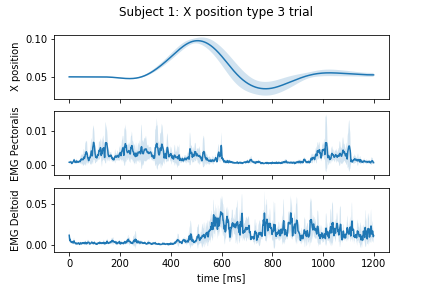 Subject 1: X position type 3 trial
X position
0.10
0.05
EMG Pectoralis
0.01
0.00
EMG Deltoid
0.05
0.00
0 200 400 600 800 1000 1200
time [ms]